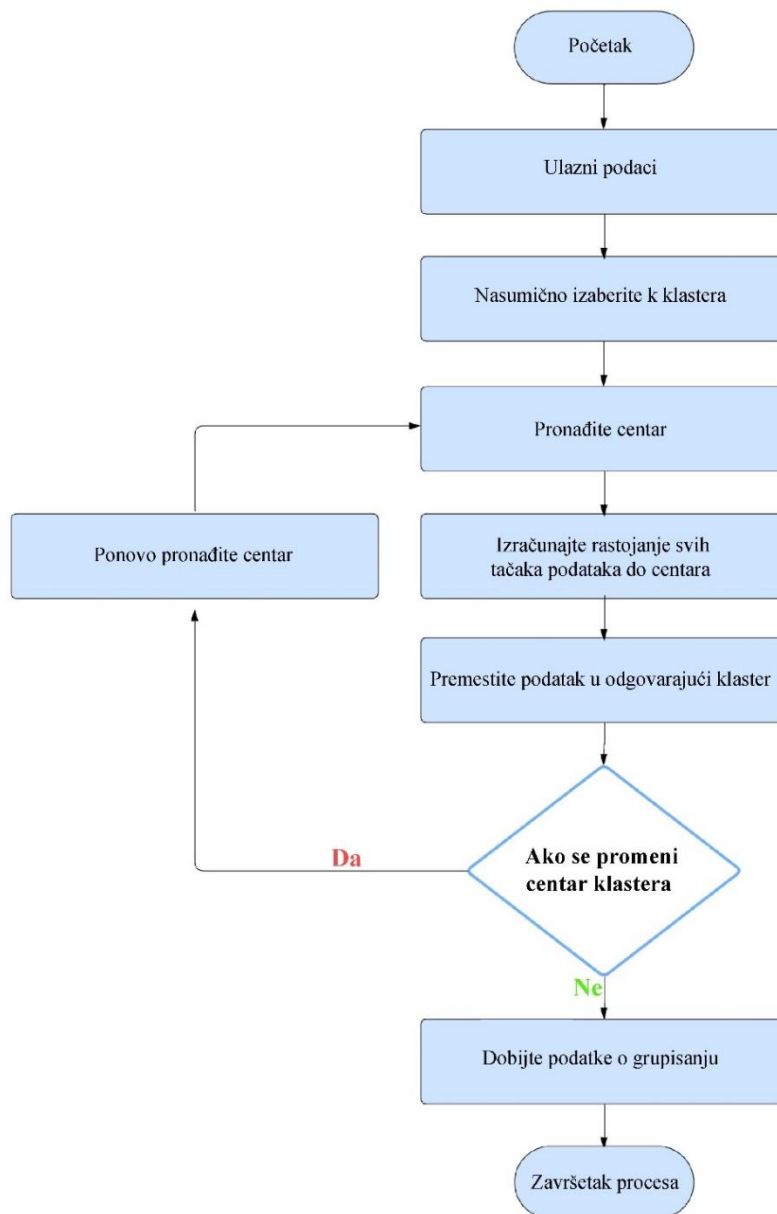 Početak
Ulazni podaci
Nasumično izaberite k klastera
Pronađite centar
Ponovo pronađite centar
Izračunajte rastojanje svih
tačaka podataka do centara
Premestite podatak u odgovarajući klaster
Ako se promeni
centar klastera
Da
Ne
Dobijte podatke o grupisanju
Završetak procesa